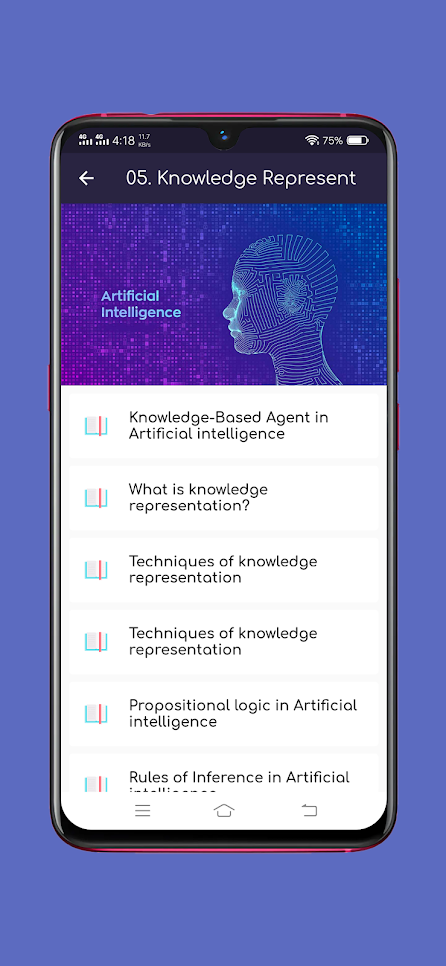 4G 4G 4:18 11.7 KB/s 75%
05. Knowledge Represent
Artificial
Intelligence
Knowledge-Based Agent in
Artificial intelligence
What is knowledge
representation?
Techniques of knowledge
representation
Techniques of knowledge
representation
Propositional logic in Artificial
intelligence
Rules of Inference in Artificial
intelligence